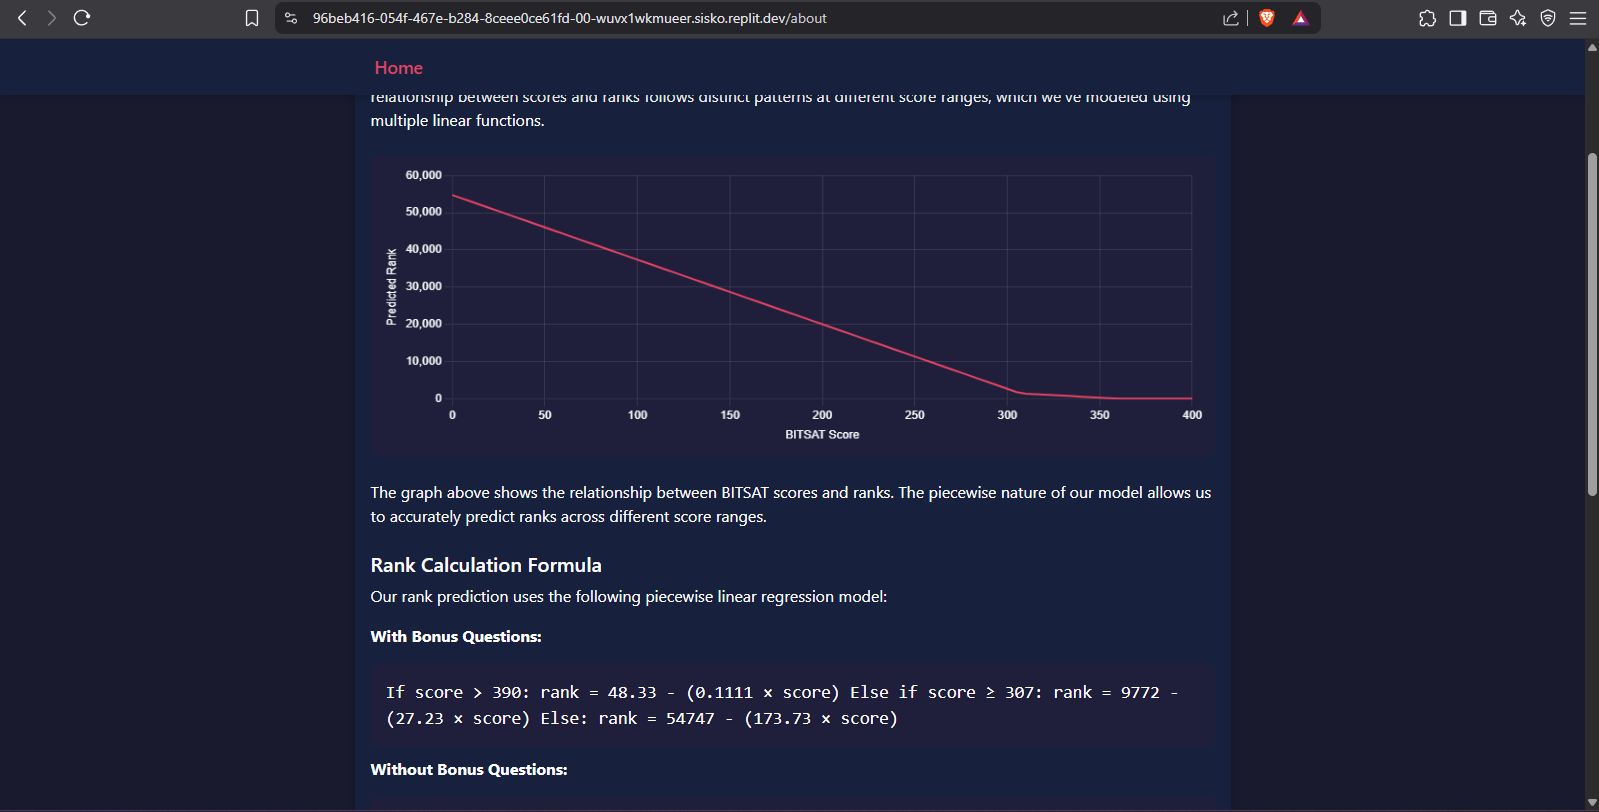 96beb416-054f-467e-b284-8ceee0ce61fd-00-wuvx1wkmueer.sisko.replit.dev/about
Home
relationship between scores and ranks follows distinct patterns at different score ranges, which we've modeled using
multiple linear functions.
60,000
50,000
40,000
30,000
20,000
10,000
0
Predicted Rank
0 50 100 150 200 250 300 350 400
BITSAT Score
The graph above shows the relationship between BITSAT scores and ranks. The piecewise nature of our model allows us
to accurately predict ranks across different score ranges.
Rank Calculation Formula
Our rank prediction uses the following piecewise linear regression model:
With Bonus Questions:
If score > 390: rank = 48.33 - (0.1111 × score) Else if score ≥ 307: rank = 9772 -
(27.23 × score) Else: rank = 54747 - (173.73 × score)
Without Bonus Questions: